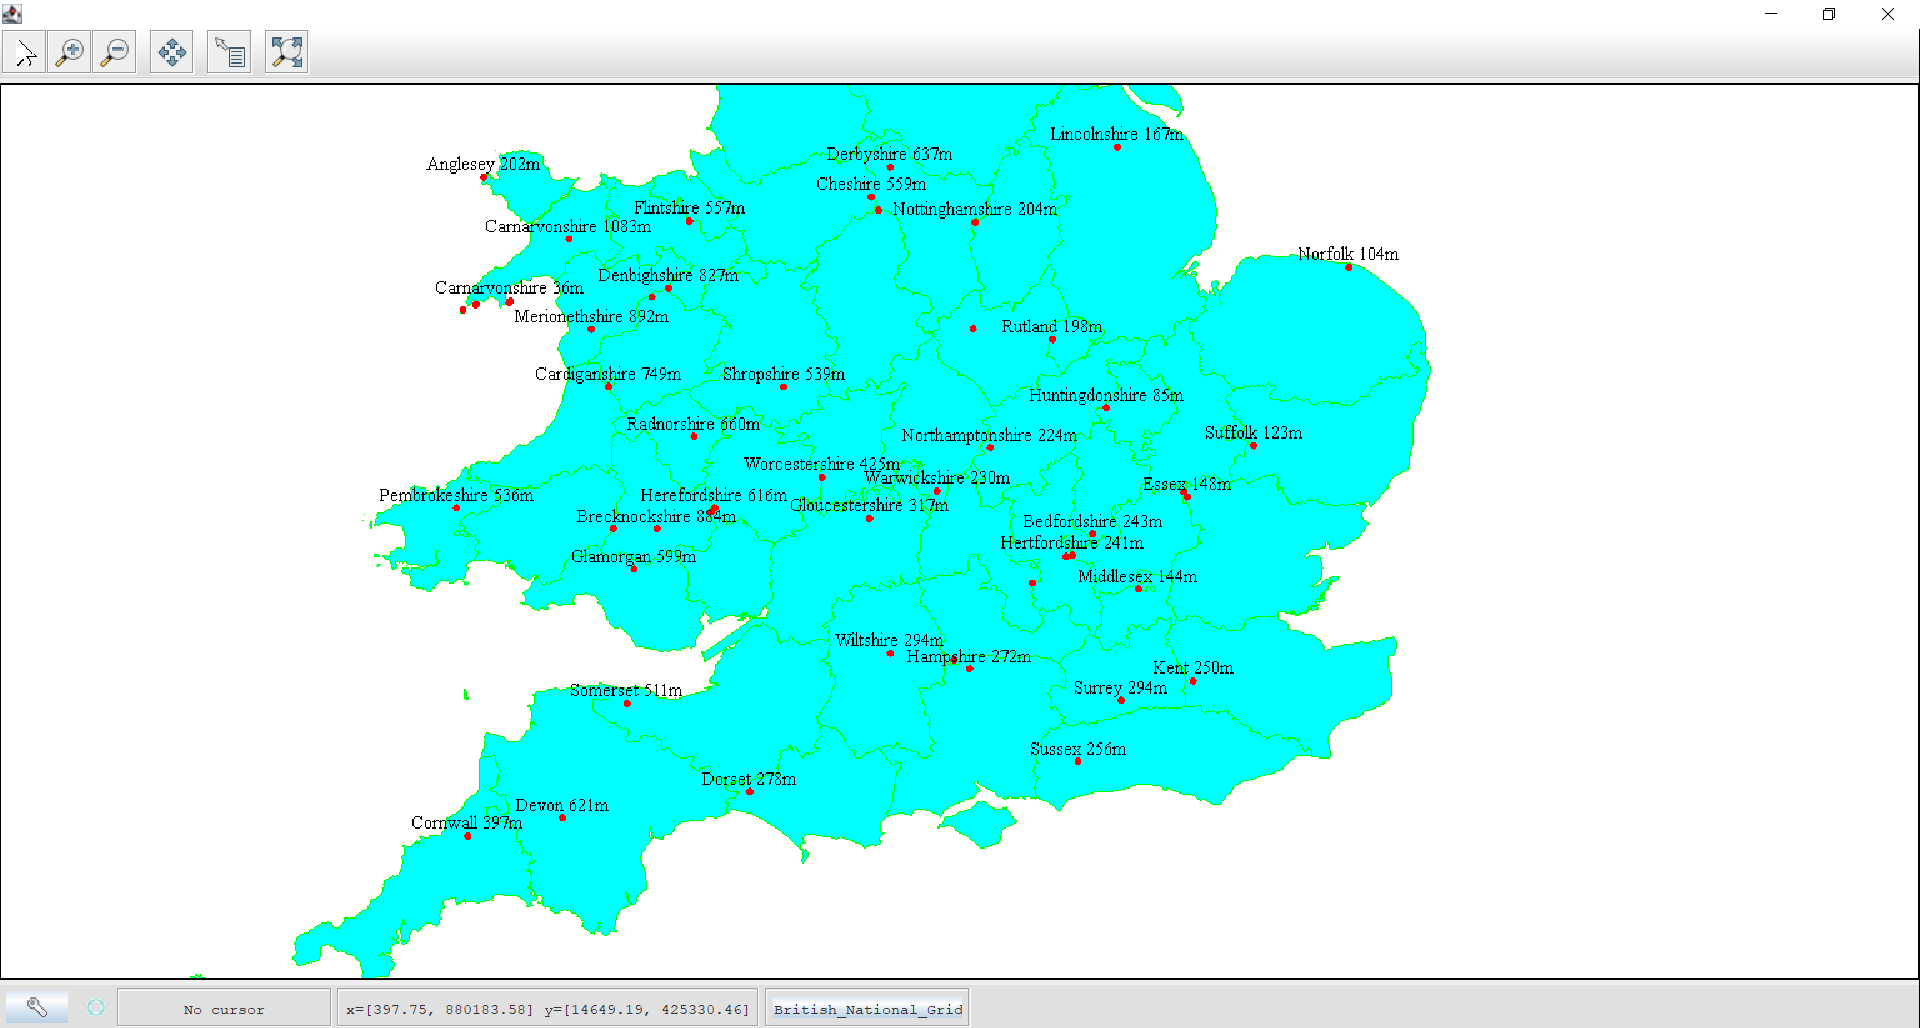 Lincolnshire 167m
Derbyshire 637m
Anglesey 202m
Cheshire 559m
Flintshire 557m
Nottinghamshire 204m
Carnarvonshire 1083m
Norfolk 104m
Denbighshire 827m
Carnarvonshire 36m
Merionethshire 892m
Rutland 198m
Cardiganshire 749m
Shropshire 539m
Huntingdonshire 85m
Radnorshire 660m
Suffolk 123m
Northamptonshire 224m
Worcestershire 425m
Warwickshire 230m
Essex 148m
Pembrokeshire 536m
Herefordshire 616m
Gloucestershire 317m
Brecknockshire 884m
Bedfordshire 243m
Hertfordshire 241m
Glamorgan 599m
Middlesex 144m
Wiltshire 294m
Hampshire 272m
Kent 250m
Surrey 294m
Somerset 511m
Sussex 256m
Dorset 278m
Devon 621m
Cornwall 397m
No cursor
x=[397.75, 880183.58] y=[14649.19, 425330.46]
British_National_Grid